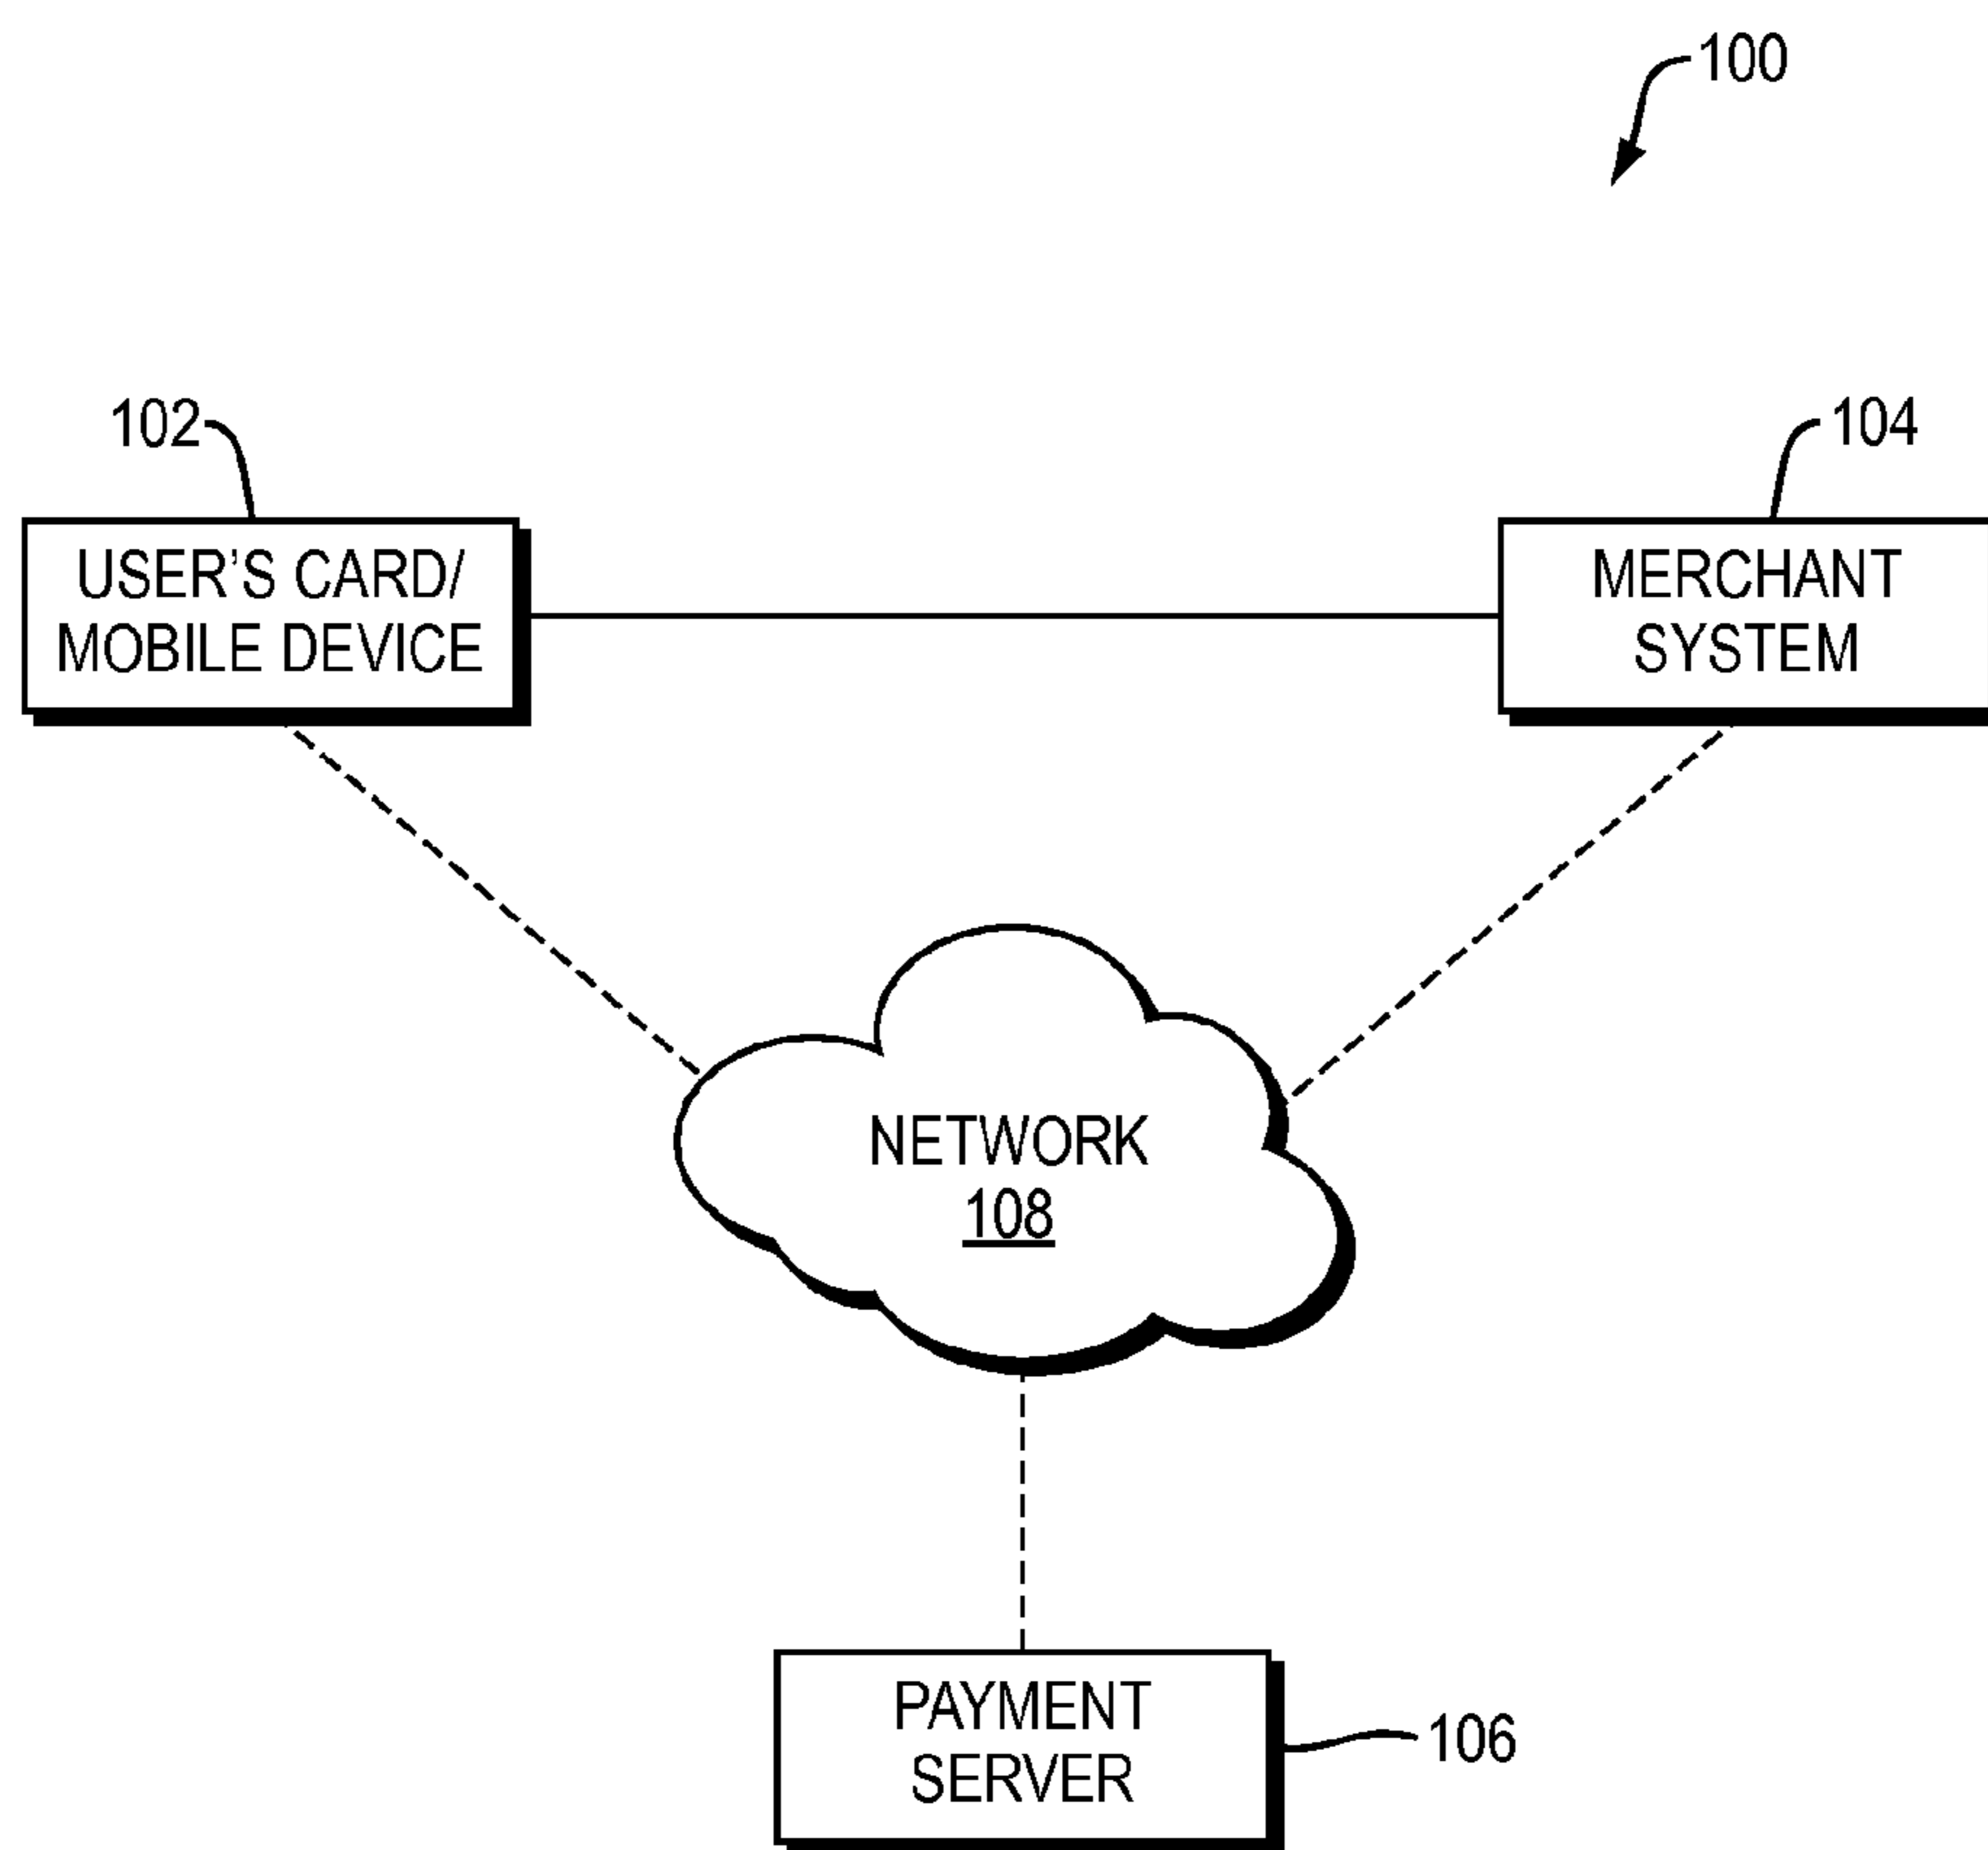 100
102
104
USER'S CARD/
MOBILE DEVICE
MERCHANT
SYSTEM
NETWORK
108
PAYMENT
SERVER
106